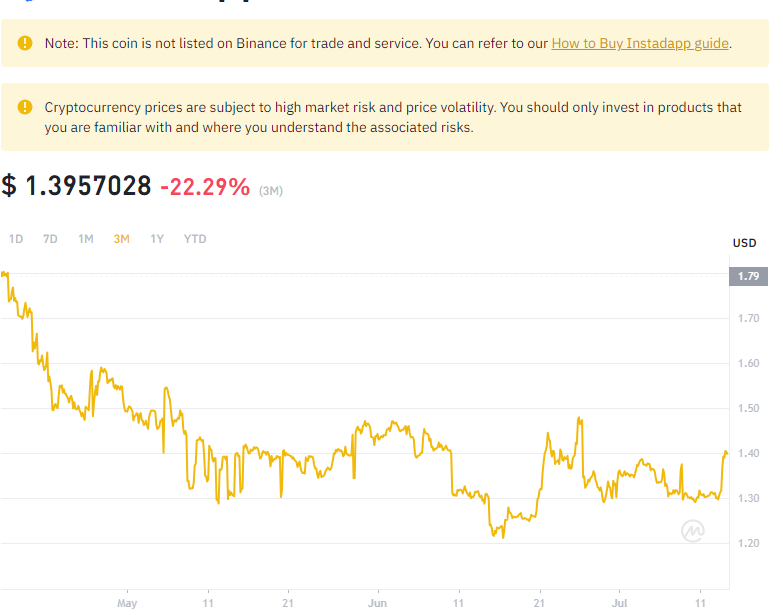 Note: This coin is not listed on Binance for trade and service. You can refer to our How to Buy Instadapp guide.
Cryptocurrency prices are subject to high market risk and price volatility. You should only invest in products that
you are familiar with and where you understand the associated risks.
$ 1.3957028 -22.29% (3M)
1D 7D 1M 3M 1Y YTD
USD
1.79
1.70
1.60
1.50
1.40
1.30
1.20
May 11 21 Jun 11 21 Jul 11